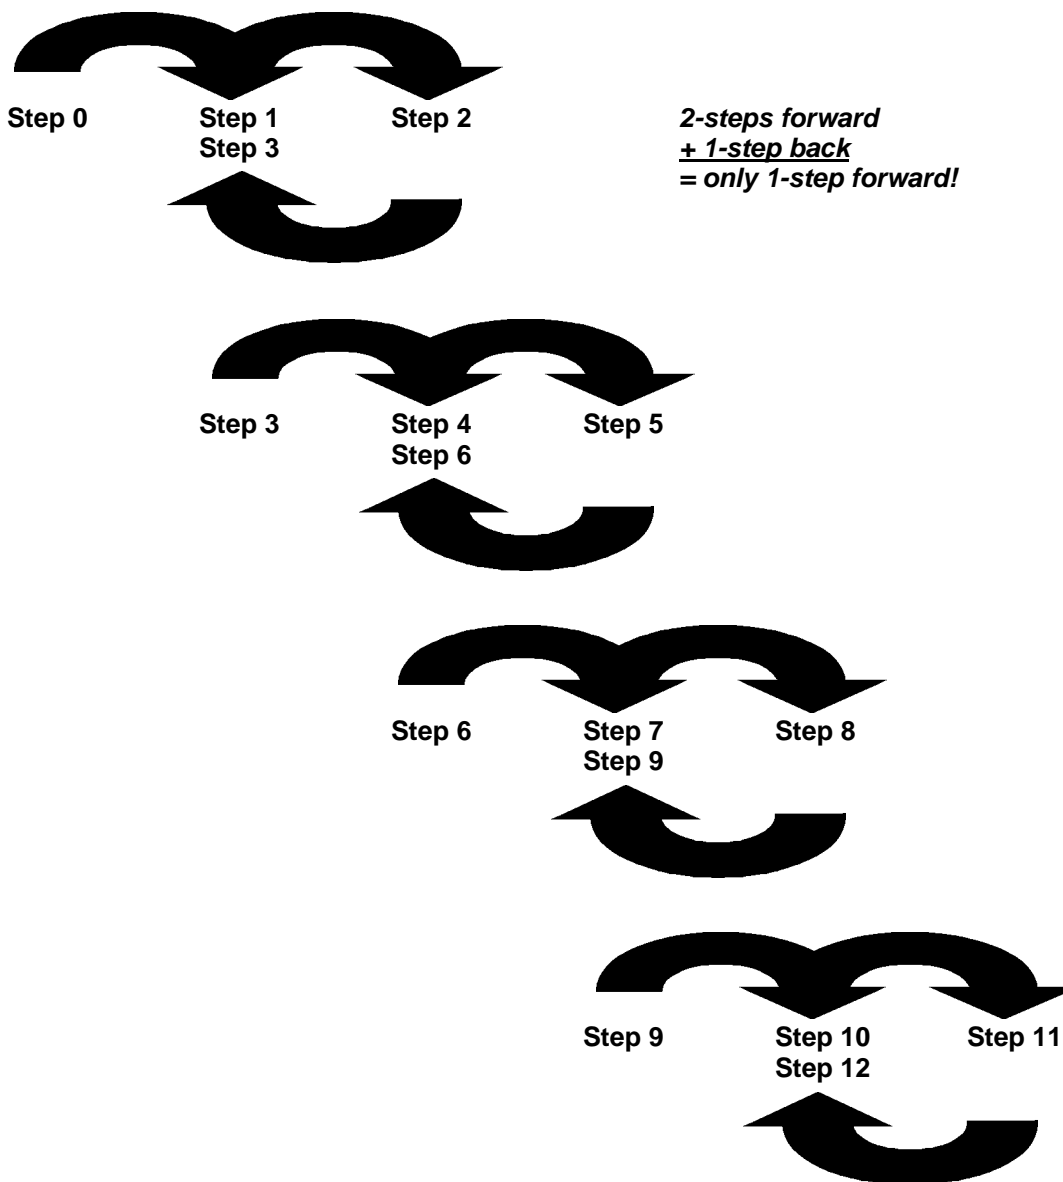 Step 0 Step 1 Step 2 2-steps forward
Step 3 + 1-step back
= only 1-step forward!
Step 3 Step 4 Step 5
Step 6
Step 6 Step 7 Step 8
Step 9
Step 9 Step 10 Step 11
Step 12